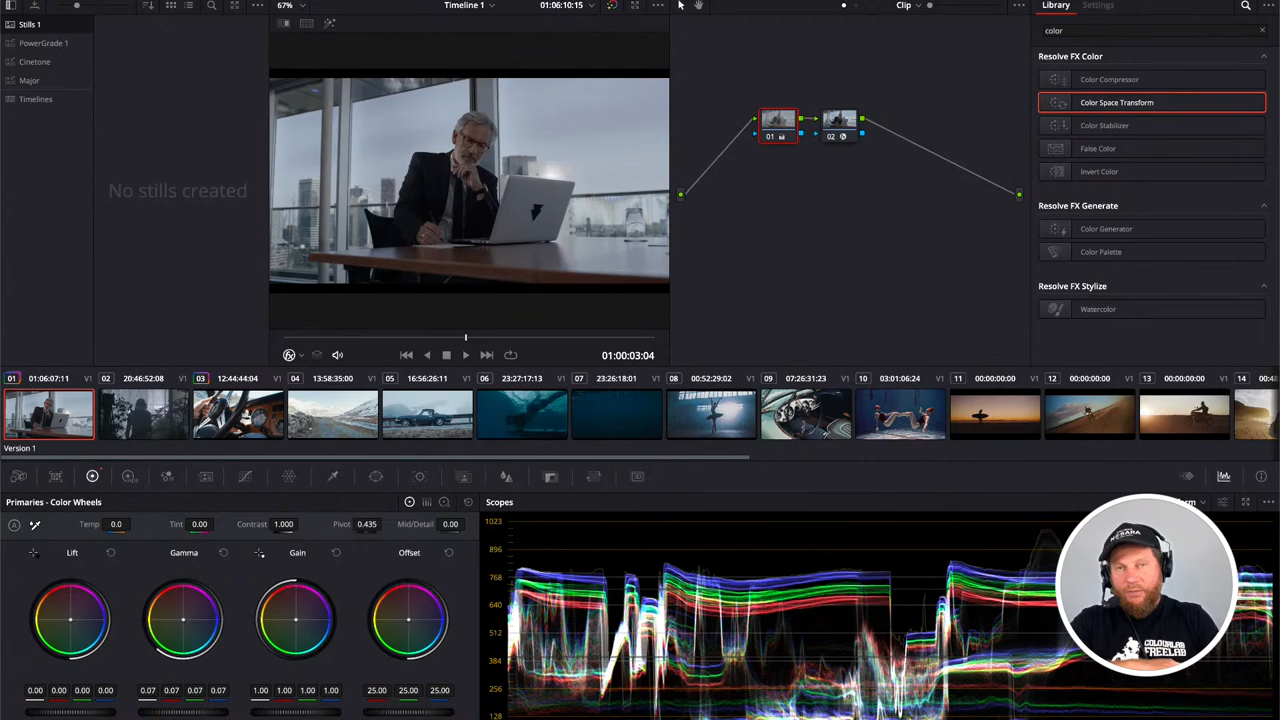 67%
Timeline 1
01:06:10:15
Clip
Library
Settings
Stills 1
PowerGrade 1
Cinetone
Major
Timelines
No stills created
01
02
color
Resolve FX Color
Color Compressor
Color Space Transform
Color Stabilizer
False Color
Invert Color
Resolve FX Generate
Color Generator
Color Palette
Resolve FX Stylize
Watercolor
01:00:03:04
01 01:06:07:11 V1 02 20:46:52:08 V1 03 12:44:44:04 V1 04 13:58:35:00 V1 05 16:56:26:11 V1 06 23:27:17:13 V1 07 23:26:18:01 V1 08 00:52:29:02 V1 09 07:26:31:23 V1 10 03:01:06:24 V1 11 00:00:00:00 V1 12 00:00:00:00 V1 13 00:00:00:00 V1 14
Version 1
Primaries - Color Wheels
Scopes
A Temp 0.0 Tint 0.00 Contrast 1.000 Pivot 0.435 Mid/Detail 0.00
Lift Gamma Gain Offset
0.00 0.00 0.00 0.00 0.07 0.07 0.07 0.07 1.00 1.00 1.00 1.00 25.00 25.00 25.00
1023
896
768
640
512
384
256
128
COLOURLAB
FREELAB